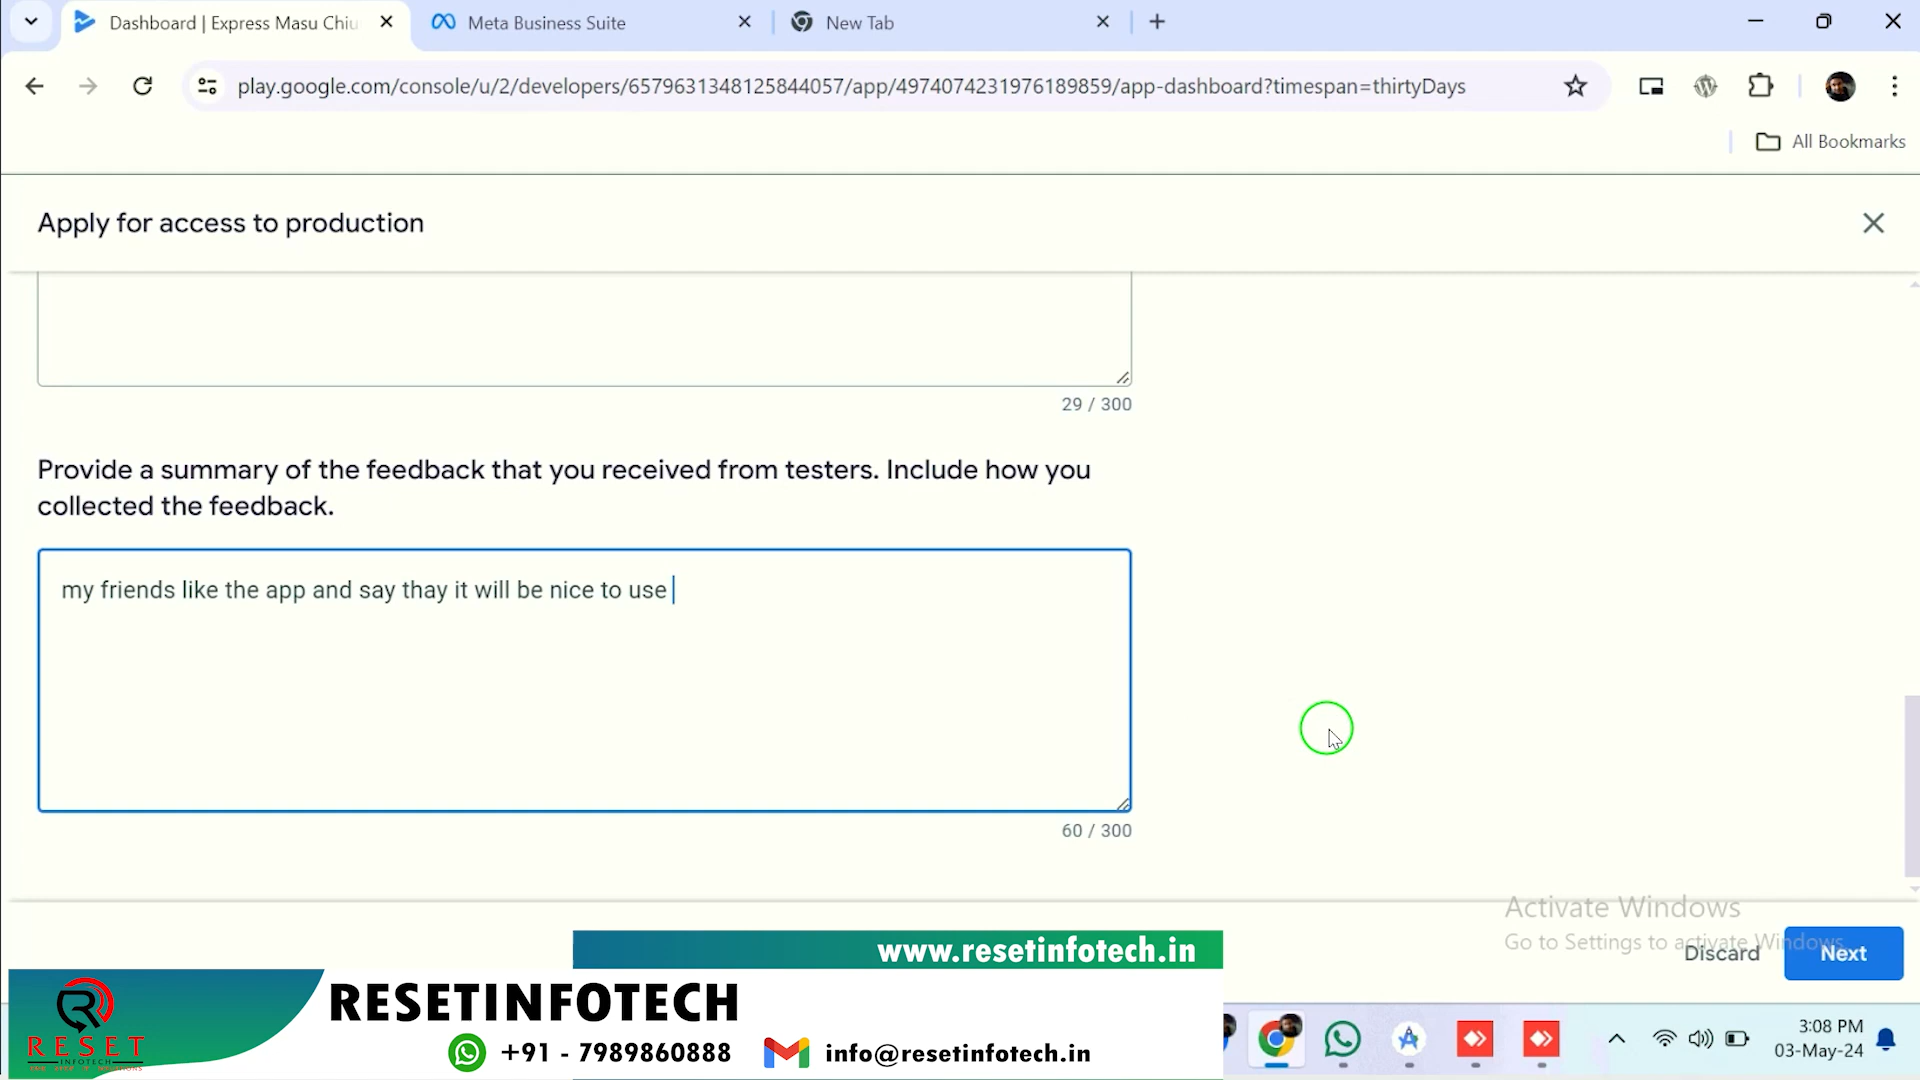 Dashboard | Express Masu Chiu
Meta Business Suite
New Tab
play.google.com/console/u/2/developers/6579631348125844057/app/4974074231976189859/app-dashboard?timespan=thirtyDays
All Bookmarks
Apply for access to production
29 / 300
Provide a summary of the feedback that you received from testers. Include how you
collected the feedback.
my friends like the app and say thay it will be nice to use
60 / 300
Activate Windows
Go to Settings to activate Windows.
Discard
Next
www.resetinfotech.in
RESETINFOTECH
RESET
INFOTECH
+91 - 7989860888
info@resetinfotech.in
3:08 PM
03-May-24